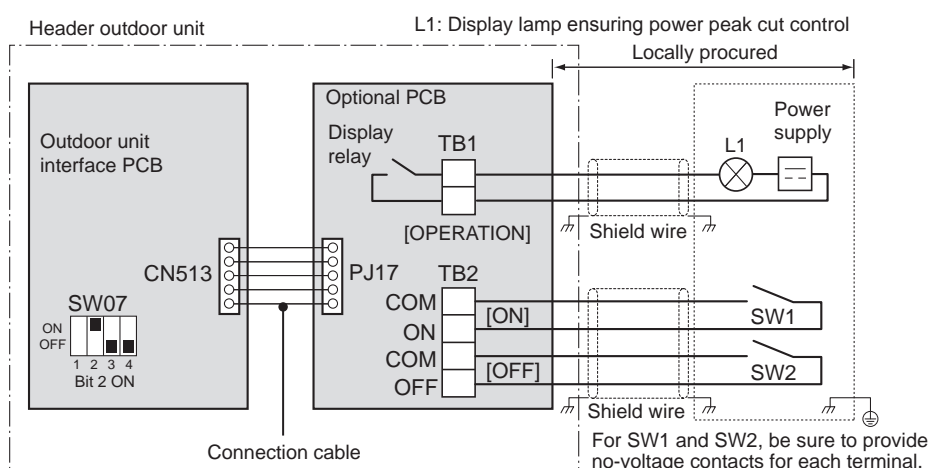 Header outdoor unit
L1: Display lamp ensuring power peak cut control
Locally procured
Optional PCB
Power
supply
Outdoor unit
interface PCB
Display
relay
TB1
L1
[OPERATION]
Shield wire
CN513
PJ17
TB2
COM
[ON]
SW1
ON
SW07
ON
OFF
COM
[OFF]
SW2
OFF
1 2 3 4
Bit 2 ON
Shield wire
Connection cable
For SW1 and SW2, be sure to provide
no-voltage contacts for each terminal.